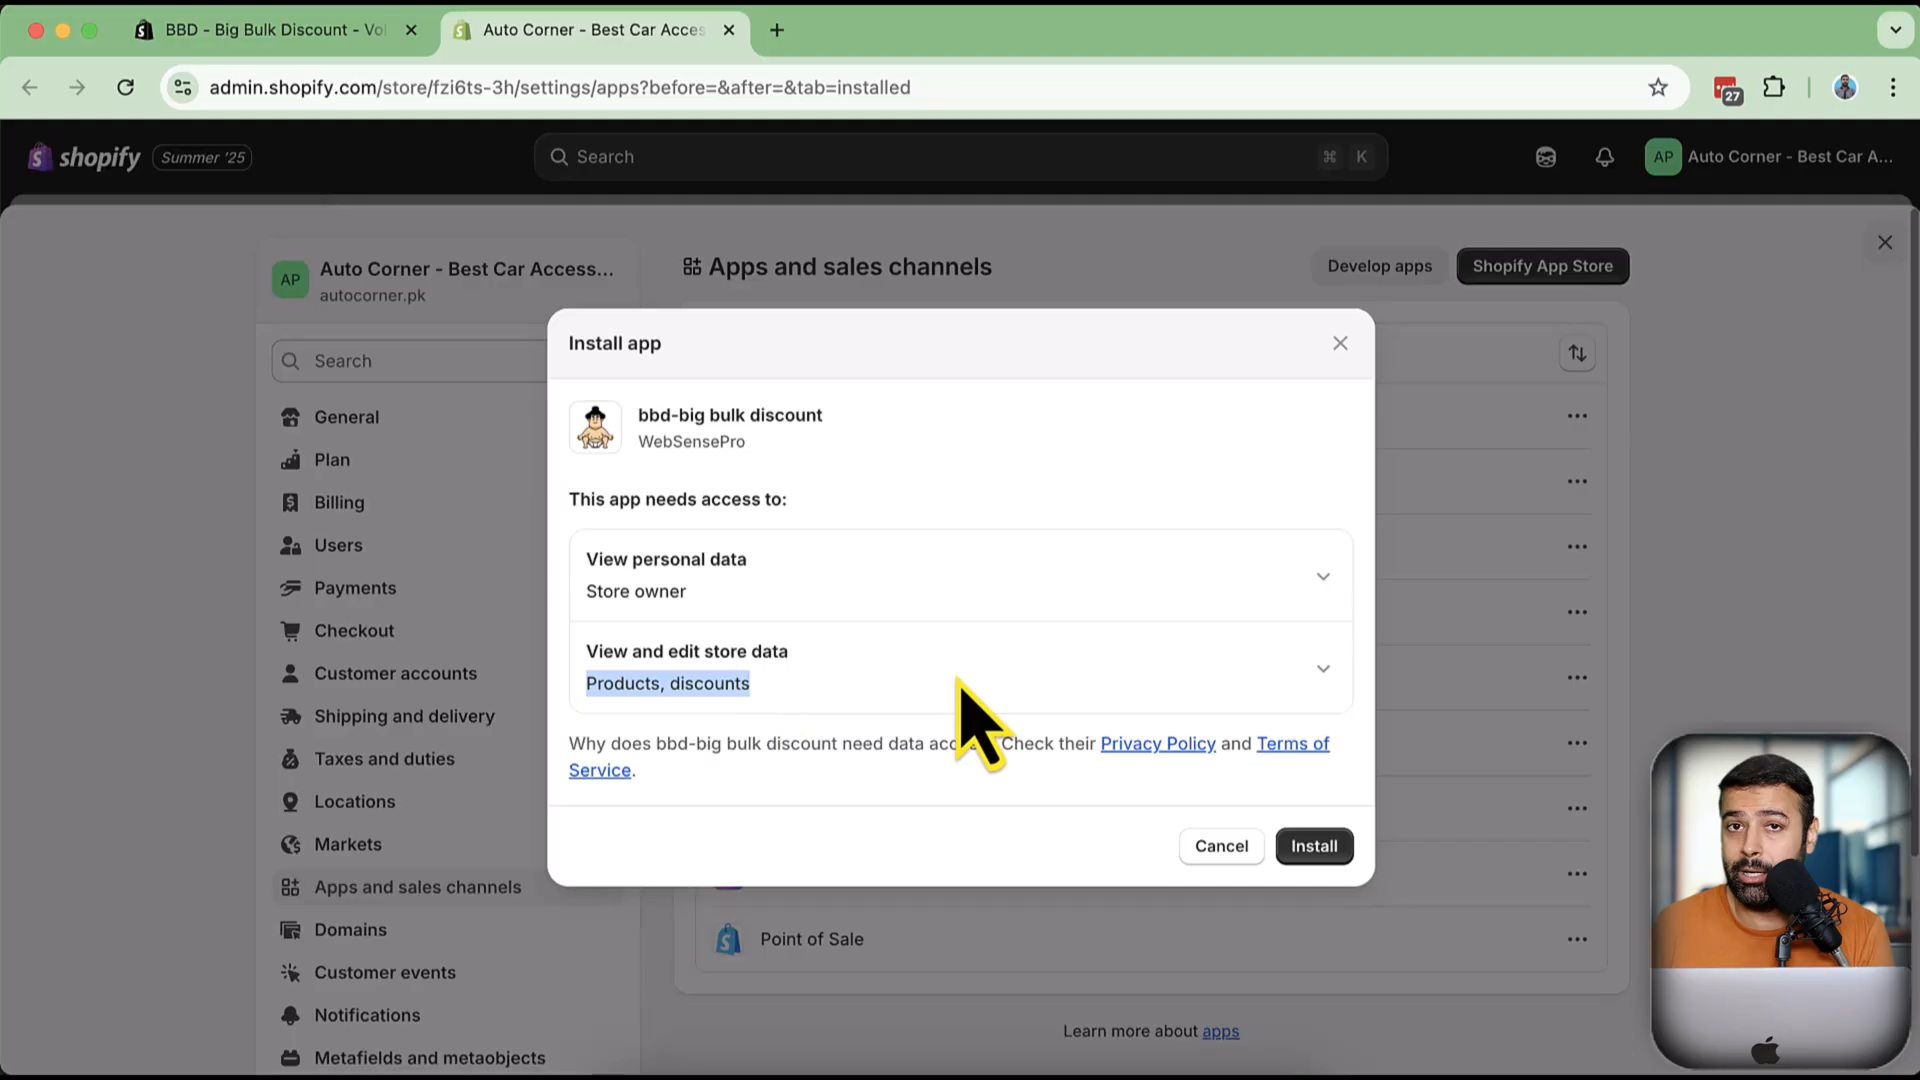 BBD - Big Bulk Discount - Vol
Auto Corner - Best Car Acces
admin.shopify.com/store/fzi6ts-3h/settings/apps?before=&after=&tab=installed
27
shopify
Summer '25
Search
⌘ K
AP
Auto Corner - Best Car A...
AP
Auto Corner - Best Car Access...
autocorner.pk
Apps and sales channels
Develop apps
Shopify App Store
Search
General
Plan
Billing
Users
Payments
Checkout
Customer accounts
Shipping and delivery
Taxes and duties
Locations
Markets
Apps and sales channels
Domains
Customer events
Notifications
Metafields and metaobjects
Install app
bbd-big bulk discount
WebSensePro
This app needs access to:
View personal data
Store owner
View and edit store data
Products, discounts
Why does bbd-big bulk discount need data acc Check their Privacy Policy and Terms of
Service.
Cancel
Install
Point of Sale
Learn more about apps